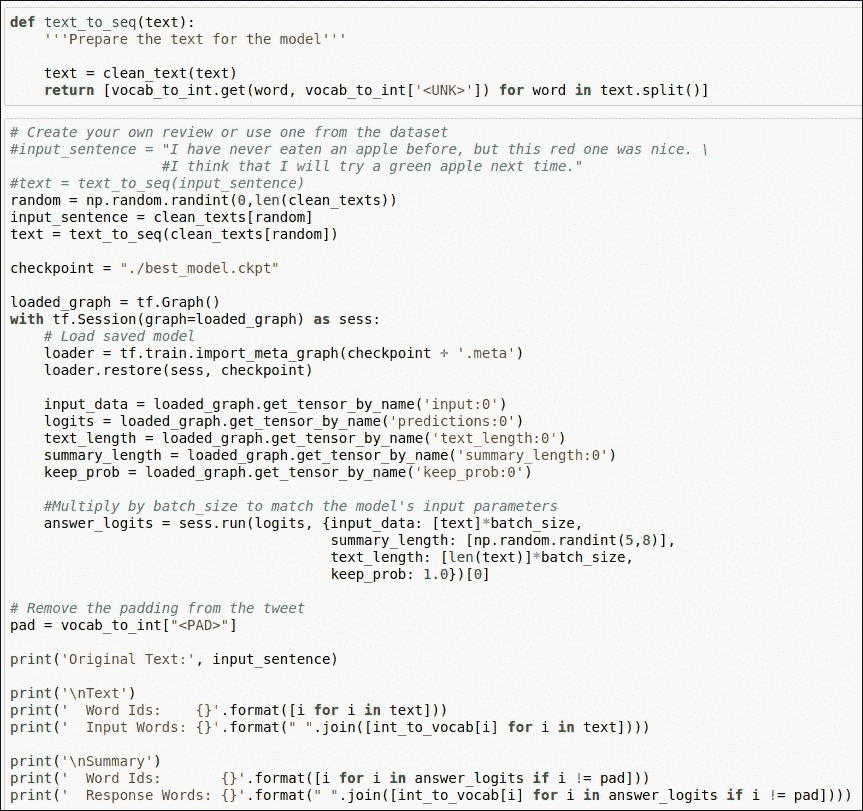 def text_to_seq(text):
    '''Prepare the text for the model'''
    text = clean_text(text)
    return [vocab_to_int.get(word, vocab_to_int['<UNK>']) for word in text.split()]
# Create your own review or use one from the dataset
#input_sentence = "I have never eaten an apple before, but this red one was nice. \
                  #I think that I will try a green apple next time."
#text = text_to_seq(input_sentence)
random = np.random.randint(0,len(clean_texts))
input_sentence = clean_texts[random]
text = text_to_seq(clean_texts[random])
checkpoint = "./best_model.ckpt"
loaded_graph = tf.Graph()
with tf.Session(graph=loaded_graph) as sess:
    # Load saved model
    loader = tf.train.import_meta_graph(checkpoint + '.meta')
    loader.restore(sess, checkpoint)
    input_data = loaded_graph.get_tensor_by_name('input:0')
    logits = loaded_graph.get_tensor_by_name('predictions:0')
    text_length = loaded_graph.get_tensor_by_name('text_length:0')
    summary_length = loaded_graph.get_tensor_by_name('summary_length:0')
    keep_prob = loaded_graph.get_tensor_by_name('keep_prob:0')
    #Multiply by batch_size to match the model's input parameters
    answer_logits = sess.run(logits, {input_data: [text]*batch_size,
                                      summary_length: [np.random.randint(5,8)],
                                      text_length: [len(text)]*batch_size,
                                      keep_prob: 1.0})[0]
# Remove the padding from the tweet
pad = vocab_to_int["<PAD>"]
print('Original Text:', input_sentence)
print('\nText')
print('  Word Ids:    {}'.format([i for i in text]))
print('  Input Words: {}'.format(" ".join([int_to_vocab[i] for i in text])))
print('\nSummary')
print('  Word Ids:       {}'.format([i for i in answer_logits if i != pad]))
print('  Response Words: {}'.format(" ".join([int_to_vocab[i] for i in answer_logits if i != pad])))